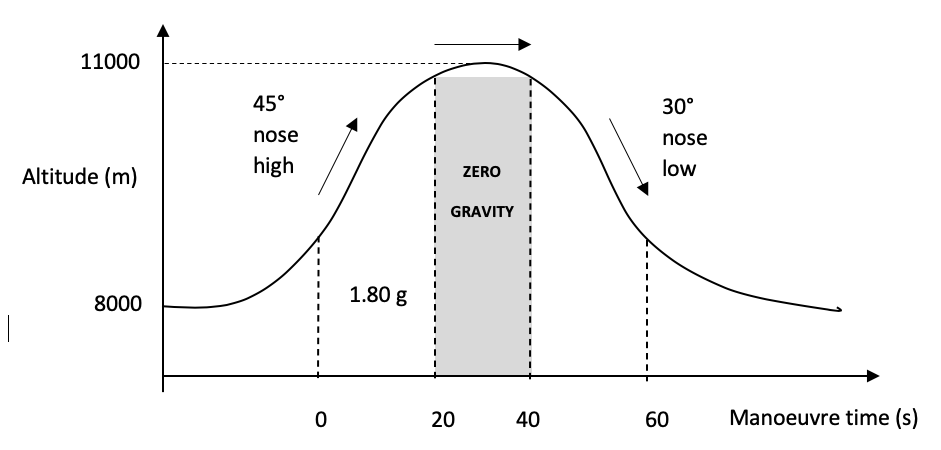 11000
45°
nose
high
30°
nose
low
Altitude (m)
ZERO
GRAVITY
1.80 g
8000
0
20
40
60
Manoeuvre time (s)